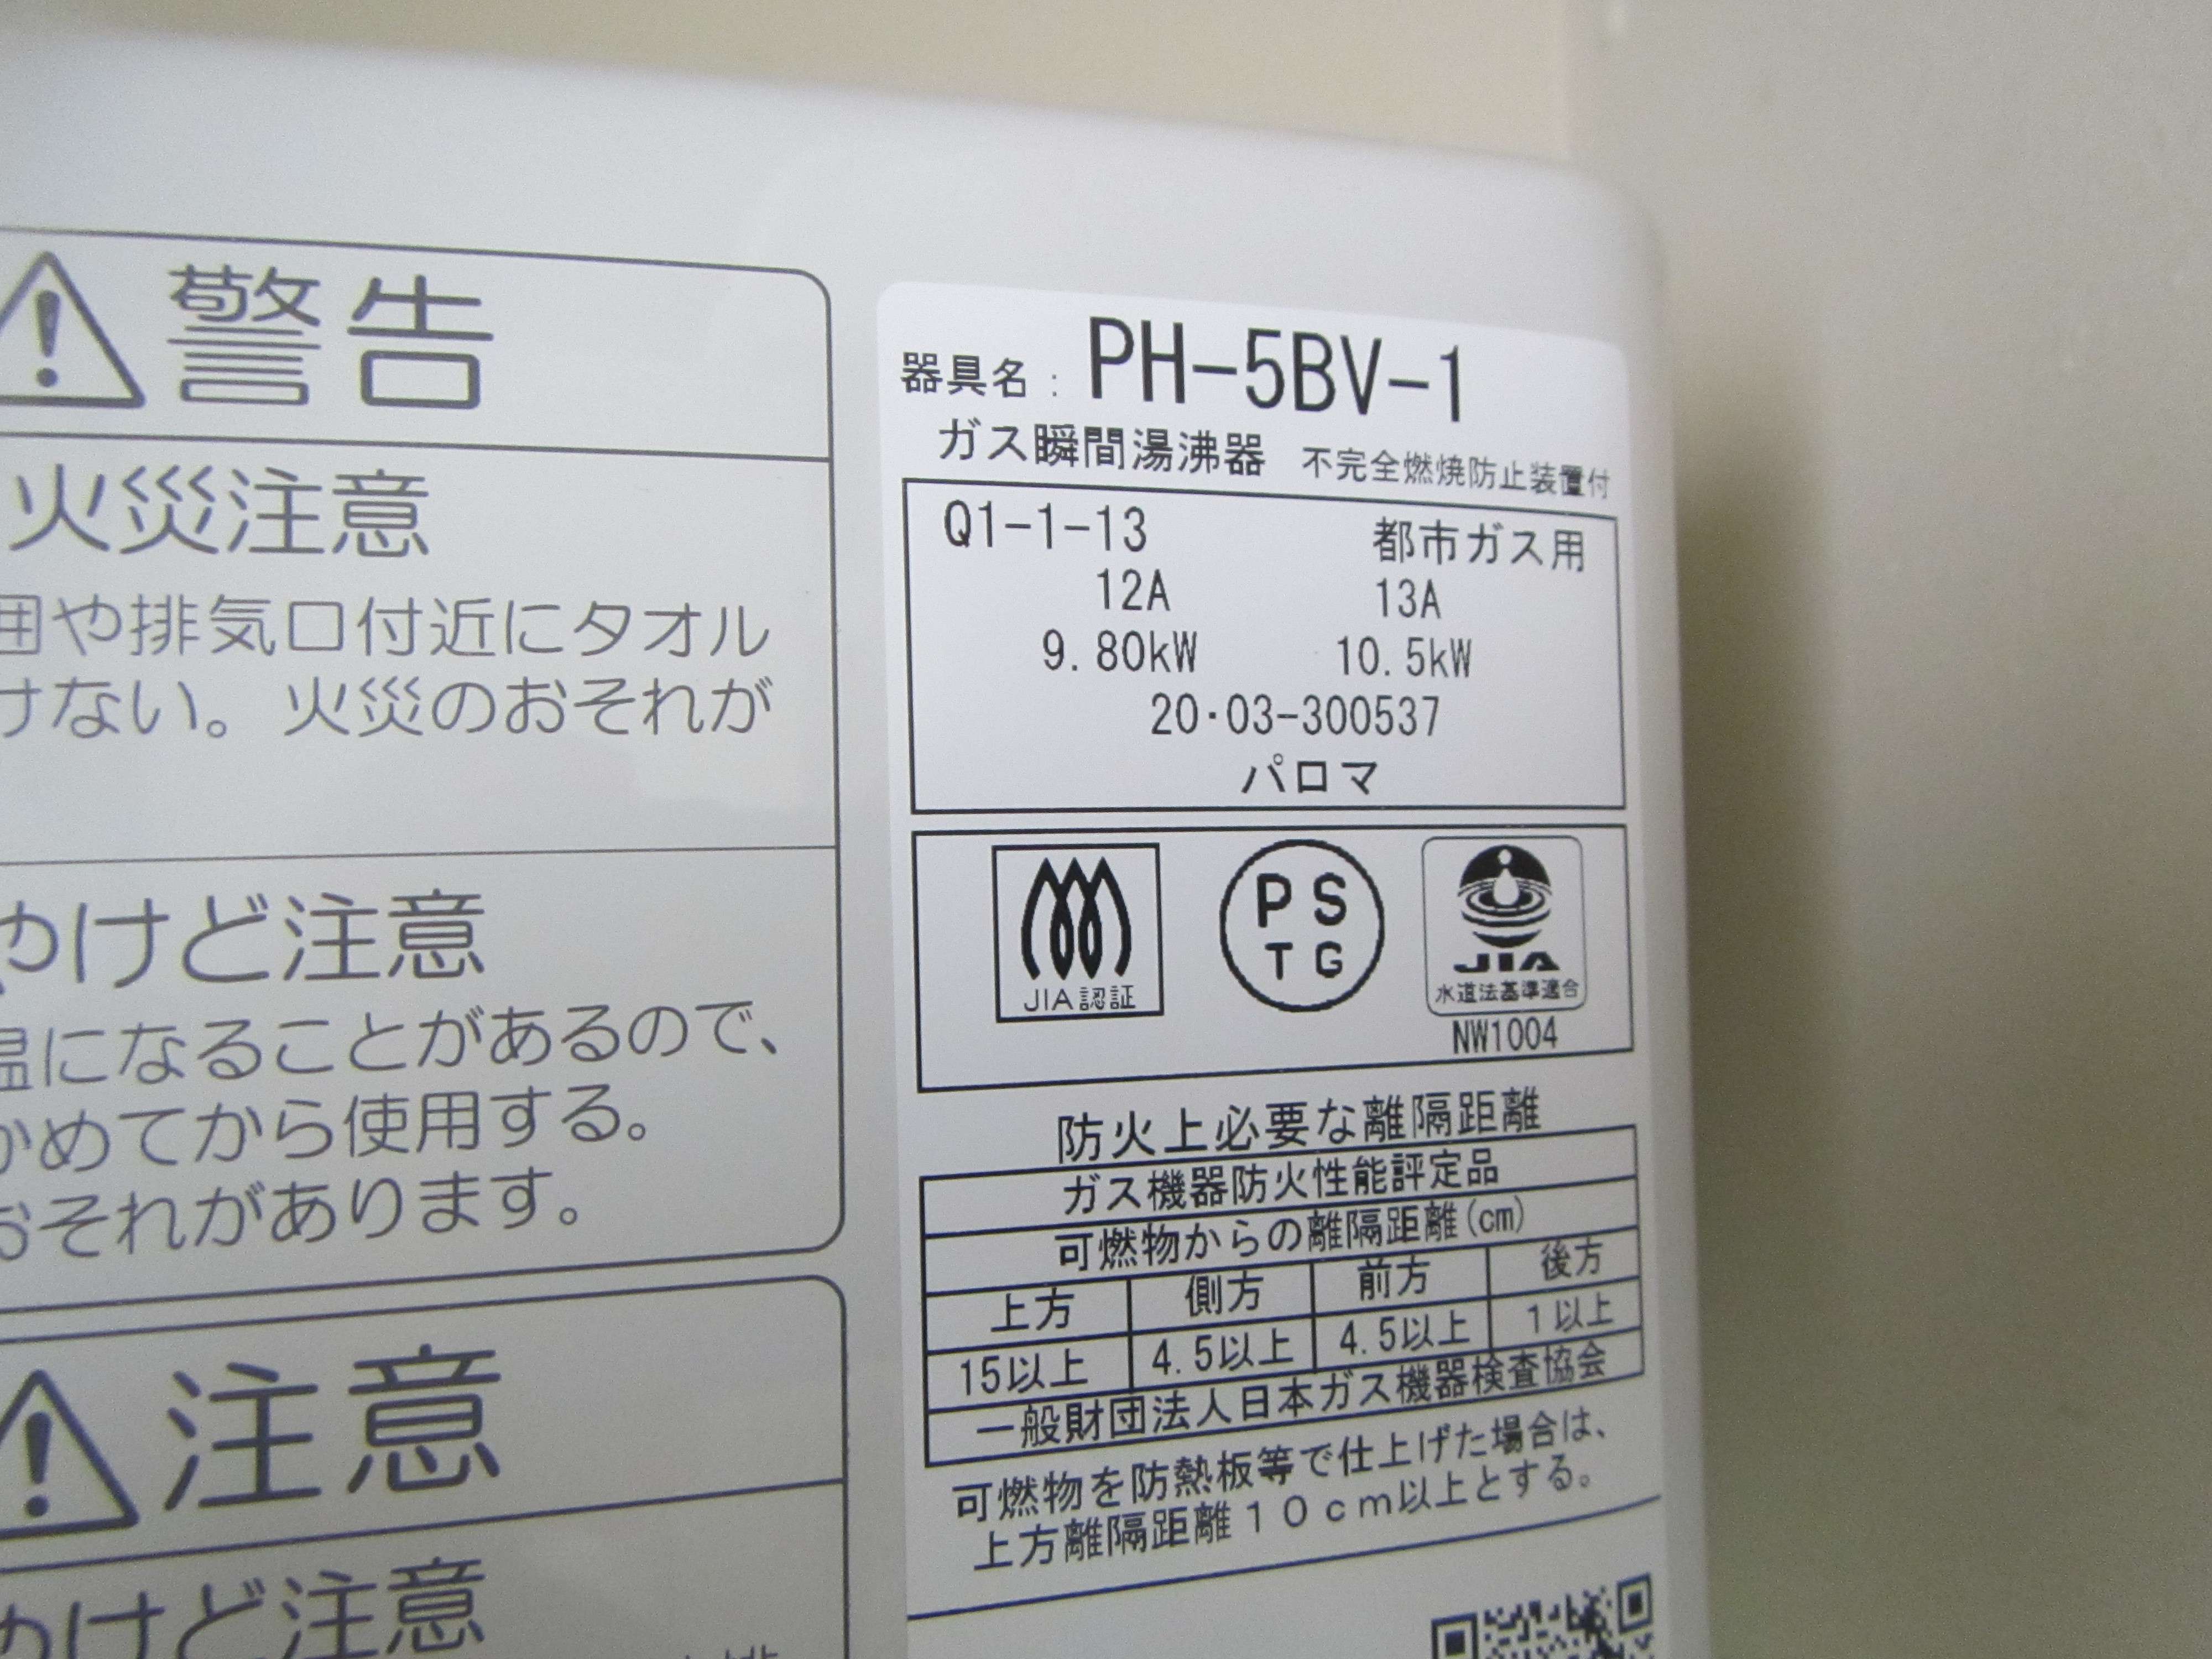 警告
火災注意
囲や排気口付近にタオル
けない。火災のおそれが
やけど注意
温になることがあるので、
かめてから使用する。
おそれがあります。
注意
やけど注意
器具名: PH-5BV-1
ガス瞬間湯沸器 不完全燃焼防止装置付
Q1-1-13 都市ガス用
12A 13A
9.80kW 10.5kW
20・03-300537
パロマ
JIA認証
PS
TG
JIA
水道法基準適合
NW1004
防火上必要な離隔距離
ガス機器防火性能評定品
可燃物からの離隔距離(cm)
上方 側方 前方 後方
15以上 4.5以上 4.5以上 1以上
一般財団法人日本ガス機器検査協会
可燃物を防熱板等で仕上げた場合は、
上方離隔距離10cm以上とする。